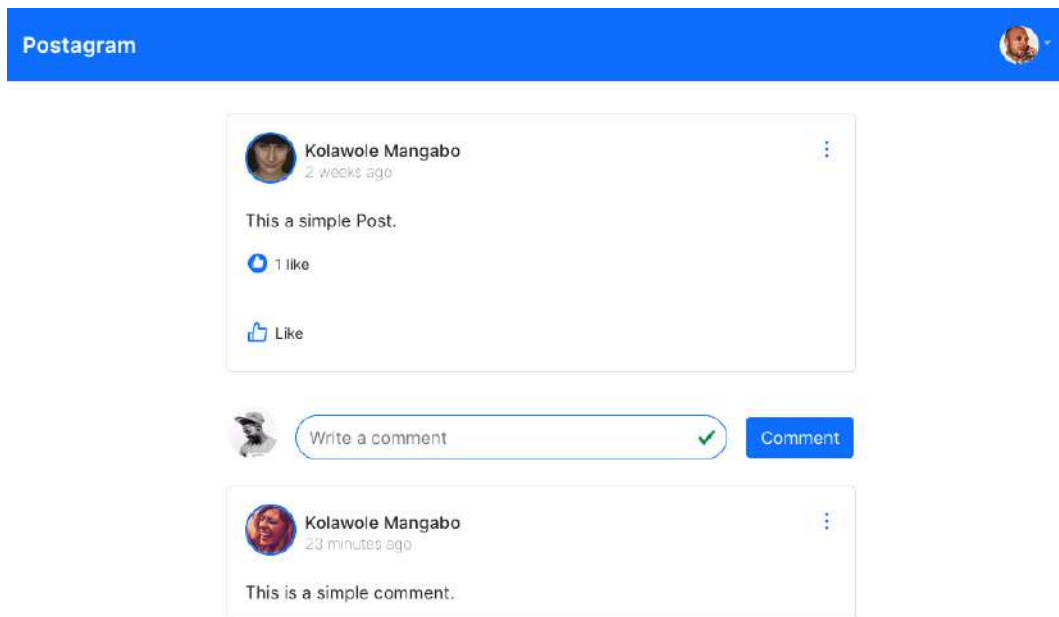 Postagram
Kolawole Mangabo
2 weeks ago
This a simple Post.
1 like
Like
Write a comment
Comment
Kolawole Mangabo
23 minutes ago
This is a simple comment.